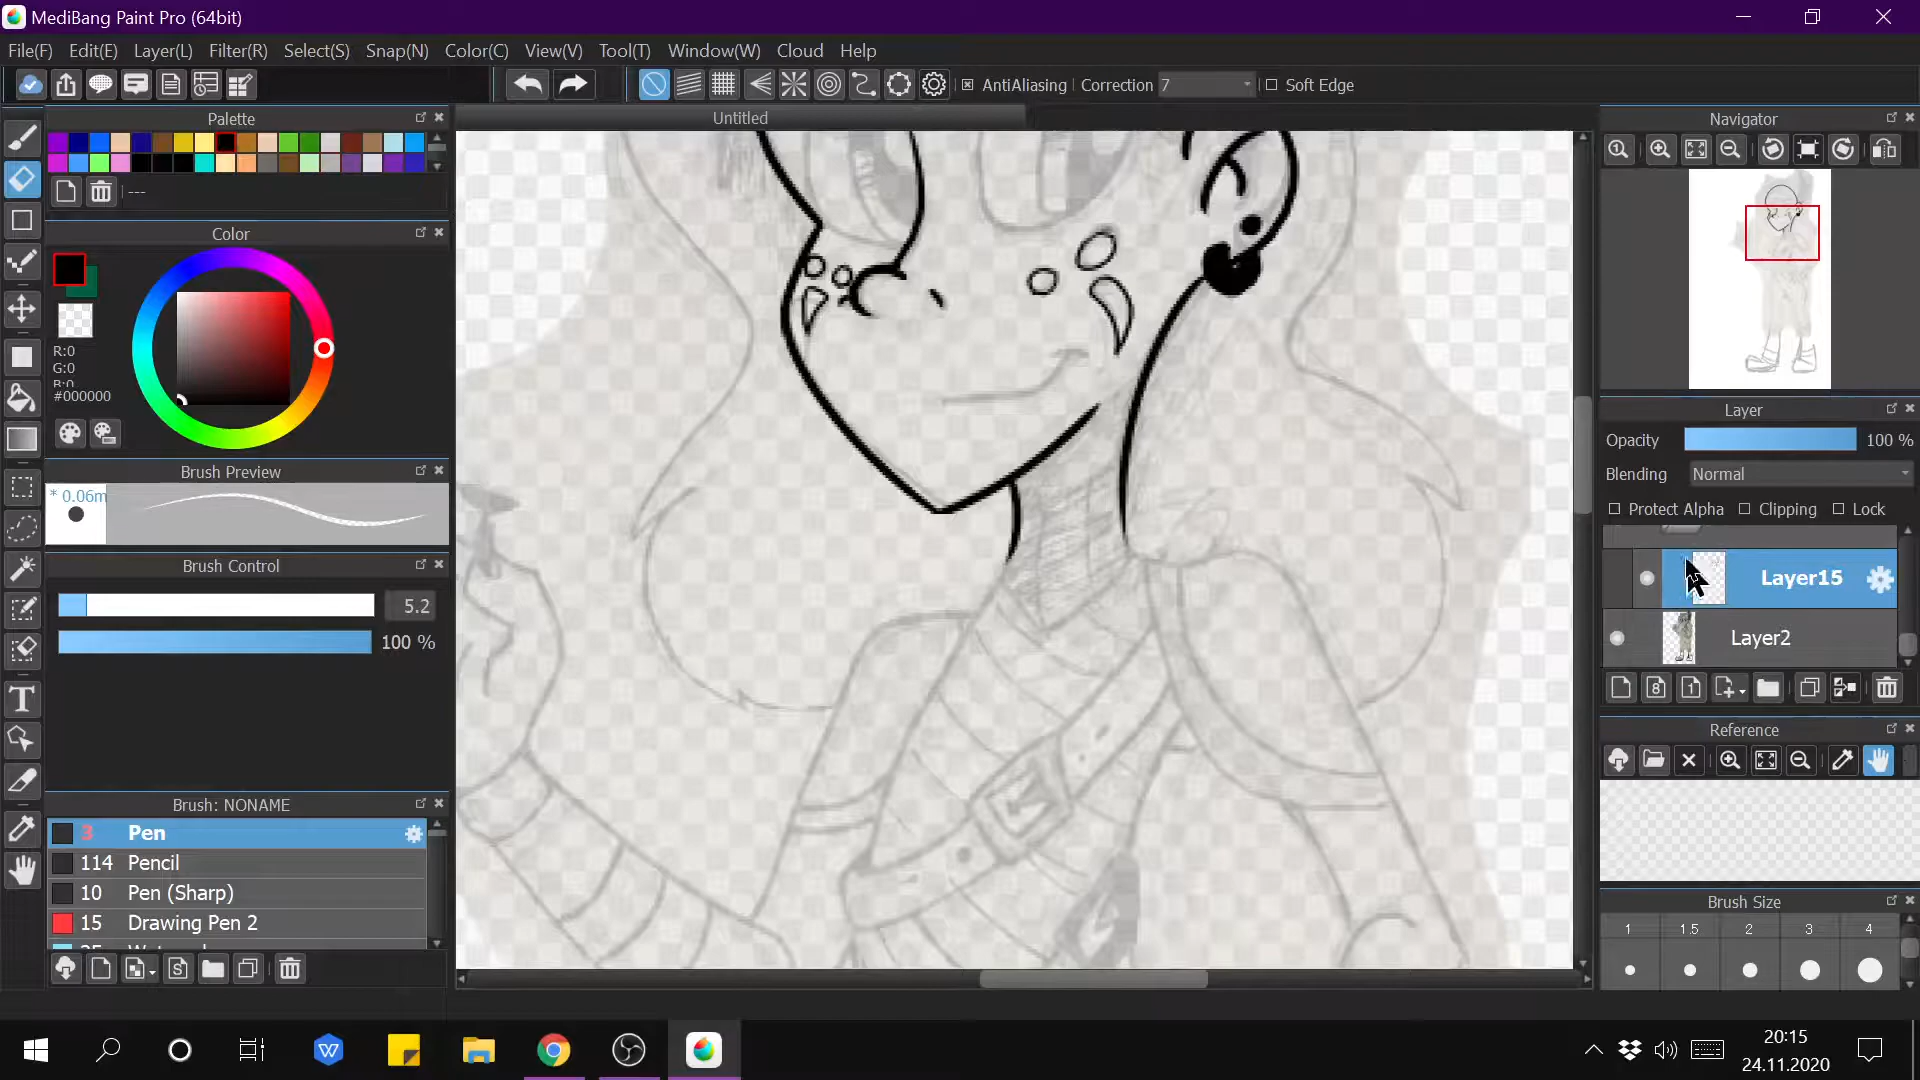 MediBang Paint Pro (64bit)
File(F) Edit(E) Layer(L) Filter(R) Select(S) Snap(N) Color(C) View(V) Tool(T) Window(W) Cloud Help
AntiAliasing Correction 7 Soft Edge
Palette
Untitled
Navigator
---
Color
R:0
G:0
B:0
#000000
Layer
Opacity 100 %
Blending Normal
Protect Alpha Clipping Lock
Brush Preview
* 0.06m
Layer15
Brush Control
5.2
100 %
Layer2
Reference
Brush: NONAME
3 Pen
114 Pencil
10 Pen (Sharp)
15 Drawing Pen 2
Brush Size
1 1.5 2 3 4
20:15
24.11.2020